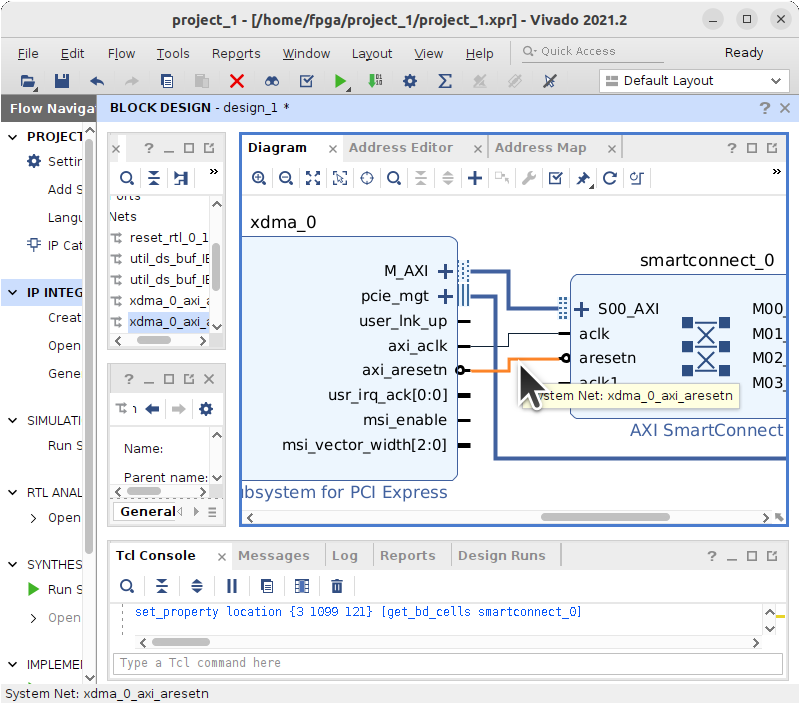 project_1 - [/home/fpga/project_1/project_1.xpr] - Vivado 2021.2
File Edit Flow Tools Reports Window Layout View Help Quick Access Ready
Default Layout
Flow Naviga
BLOCK DESIGN - design_1 *
PROJECT
Settin
Add S
Langu
IP Cat
IP INTEG
Creat
Open
Gene
SIMULATI
Run S
RTL ANAL
Open
SYNTHES
Run S
Open
IMPLEME
Nets
reset_rtl_0_1
util_ds_buf_IE
util_ds_buf_IE
xdma_0_axi_a
xdma_0_axi_a
Name:
Parent name:
General
Diagram Address Editor Address Map
xdma_0
M_AXI
pcie_mgt
user_lnk_up
axi_aclk
axi_aresetn
usr_irq_ack[0:0]
msi_enable
msi_vector_width[2:0]
ubsystem for PCI Express
smartconnect_0
S00_AXI M00_
aclk M01_
aresetn M02_
aclk1 M03_
ystem Net: xdma_0_axi_aresetn
AXI SmartConnect
Tcl Console Messages Log Reports Design Runs
set_property location {3 1099 121} [get_bd_cells smartconnect_0]
Type a Tcl command here
System Net: xdma_0_axi_aresetn